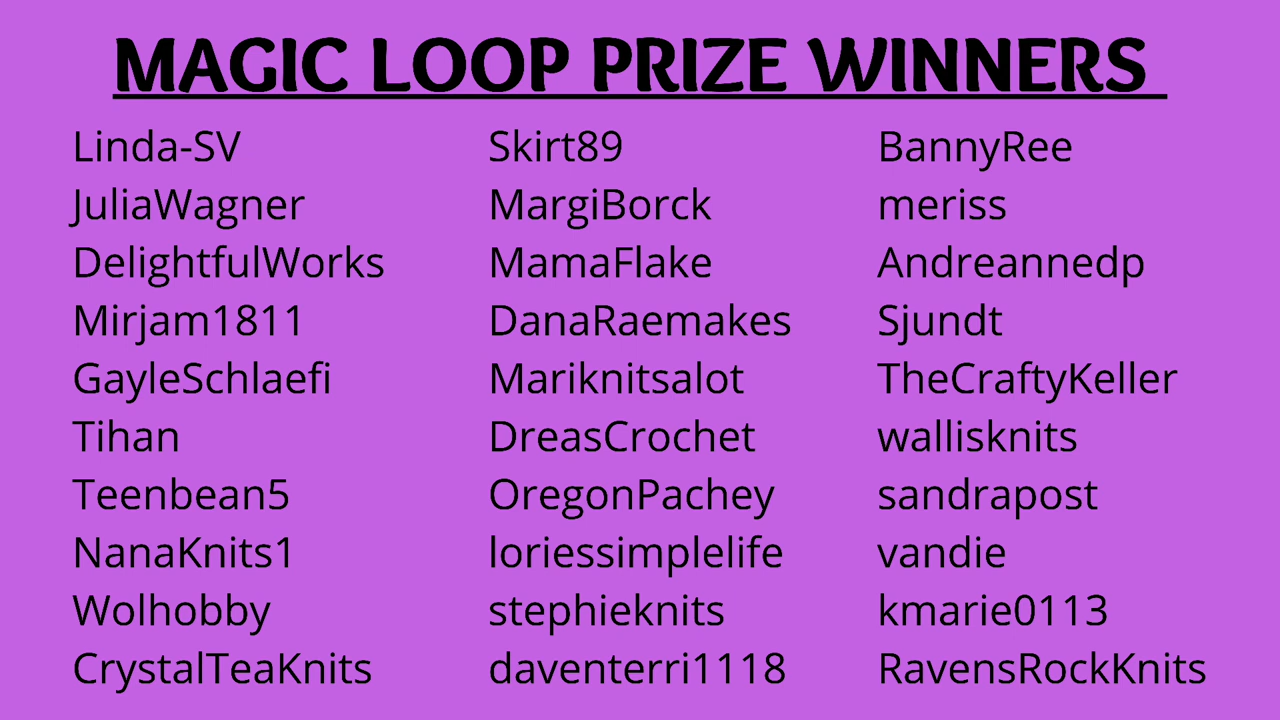 MAGIC LOOP PRIZE WINNERS
Linda-SV
JuliaWagner
DelightfulWorks
Mirjam1811
GayleSchlaefi
Tihan
Teenbean5
NanaKnits1
Wolhobby
CrystalTeaKnits
Skirt89
MargiBorck
MamaFlake
DanaRaemakes
Mariknitsalot
DreasCrochet
OregonPachey
loriessimplelife
stephieknits
daventerri1118
BannyRee
meriss
Andreannedp
Sjundt
TheCraftyKeller
wallisknits
sandrapost
vandie
kmarie0113
RavensRockKnits